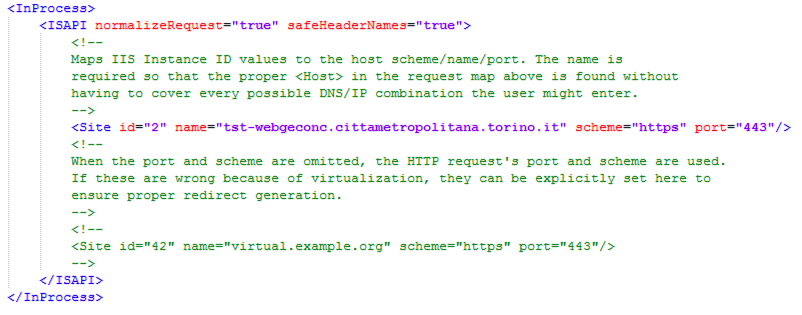 <InProcess>
<ISAPI normalizeRequest="true" safeHeaderNames="true">
<!--
Maps IIS Instance ID values to the host scheme/name/port. The name is
required so that the proper <Host> in the request map above is found without
having to cover every possible DNS/IP combination the user might enter.
-->
<Site id="2" name="tst-webgeconc.cittametropolitana.torino.it" scheme="https" port="443"/>
<!--
When the port and scheme are omitted, the HTTP request's port and scheme are used.
If these are wrong because of virtualization, they can be explicitly set here to
ensure proper redirect generation.
-->
<!--
<Site id="42" name="virtual.example.org" scheme="https" port="443"/>
-->
</ISAPI>
</InProcess>